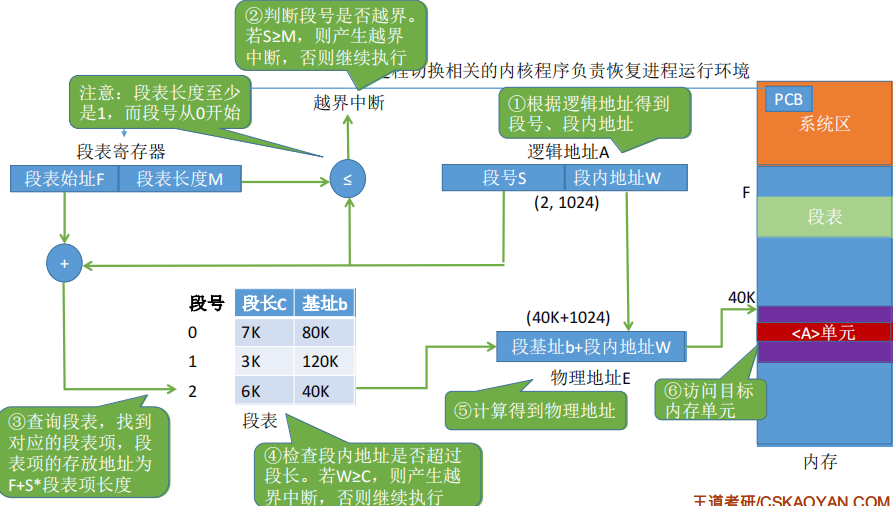 ②判断段号是否越界。
若S≥M，则产生越界
中断，否则继续执行
程切换相关的内核程序负责恢复进程运行环境
注意：段表长度至少
是1，而段号从0开始
越界中断
①根据逻辑地址得到
段号、段内地址
PCB
系统区
段表寄存器
逻辑地址A
段表始址F
段表长度M
≤
段号S
段内地址W
(2, 1024)
F
段表
+
段号
段长C
基址b
0
7K
80K
1
3K
120K
2
6K
40K
段表
(40K+1024)
段基址b+段内地址W
物理地址E
40K
<A>单元
③查询段表，找到
对应的段表项，段
表项的存放地址为
F+S*段表项长度
④检查段内地址是否超过
段长。若W≥C，则产生越
界中断，否则继续执行
⑤计算得到物理地址
⑥访问目标
内存单元
内存
王道考研/CSKAOYAN.COM